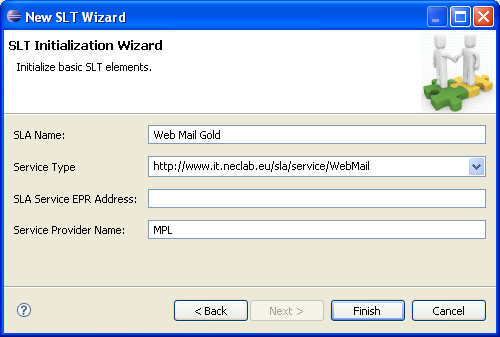 New SLT Wizard
SLT Initialization Wizard
Initialize basic SLT elements.
SLA Name: Web Mail Gold
Service Type http://www.it.neclab.eu/sla/service/WebMail
SLA Service EPR Address:
Service Provider Name: MPL
? < Back Next > Finish Cancel